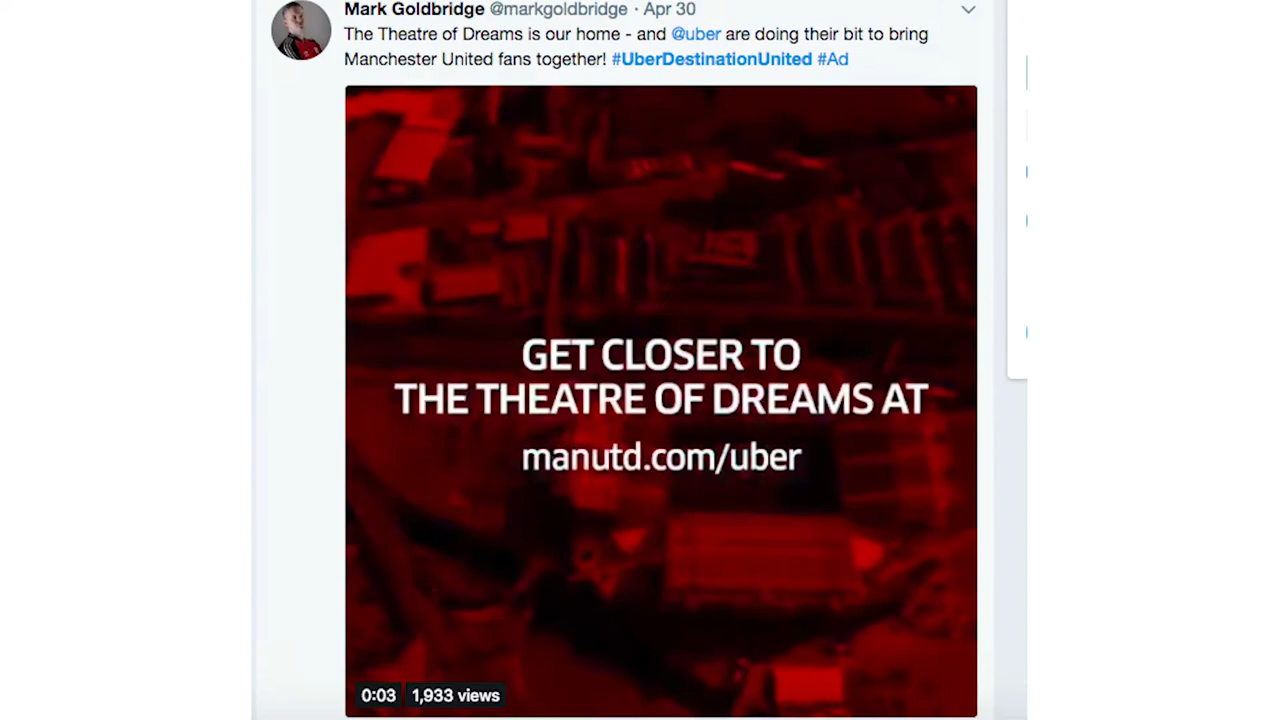 Mark Goldbridge @markgoldbridge · Apr 30
The Theatre of Dreams is our home - and @uber are doing their bit to bring
Manchester United fans together! #UberDestinationUnited #Ad
GET CLOSER TO
THE THEATRE OF DREAMS AT
manutd.com/uber
0:03 1,933 views